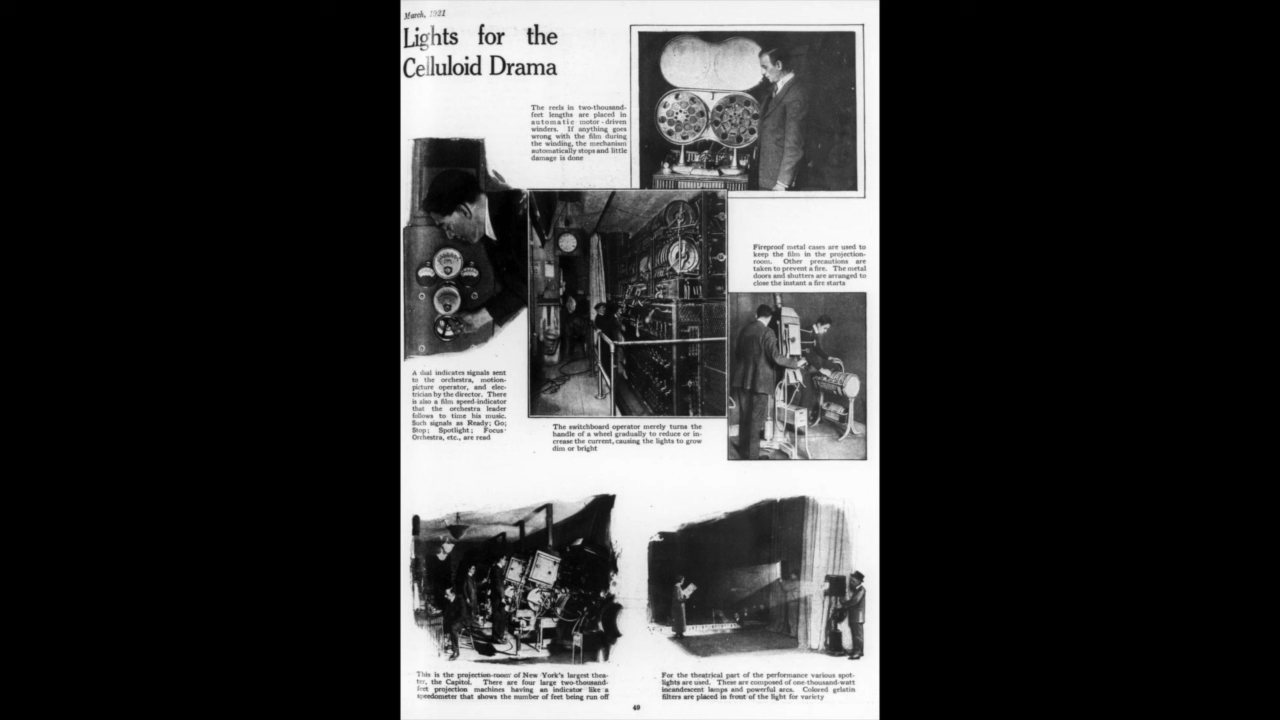 March, 1921
Lights for the
Celluloid Drama
The reels in two-thousand-
feet lengths are placed in
automatic motor-driven
winders. If anything goes
wrong with the film during
the winding, the mechanism
automatically stops and little
damage is done
Fireproof metal cases are used to
keep the film in the projection-
room. Other precautions are
taken to prevent a fire. The metal
doors and shutters are arranged to
close the instant a fire starts
A dial indicates signals sent
to the orchestra, motion-
picture operator, and elec-
trician by the director. There
is also a film speed-indicator
that the orchestra leader
follows to time his music.
Such signals as Ready; Go;
Stop; Spotlight; Focus
Orchestra, etc., are read
The switchboard operator merely turns the
handle of a wheel gradually to reduce or in-
crease the current, causing the lights to grow
dim or bright
This is the projection-room of New York's largest thea-
ter, the Capitol. There are four large two-thousand-
feet projection machines having an indicator like a
speedometer that shows the number of feet being run off
For the theatrical part of the performance various spot-
lights are used. These are composed of one-thousand-watt
incandescent lamps and powerful arcs. Colored gelatin
filters are placed in front of the light for variety
49